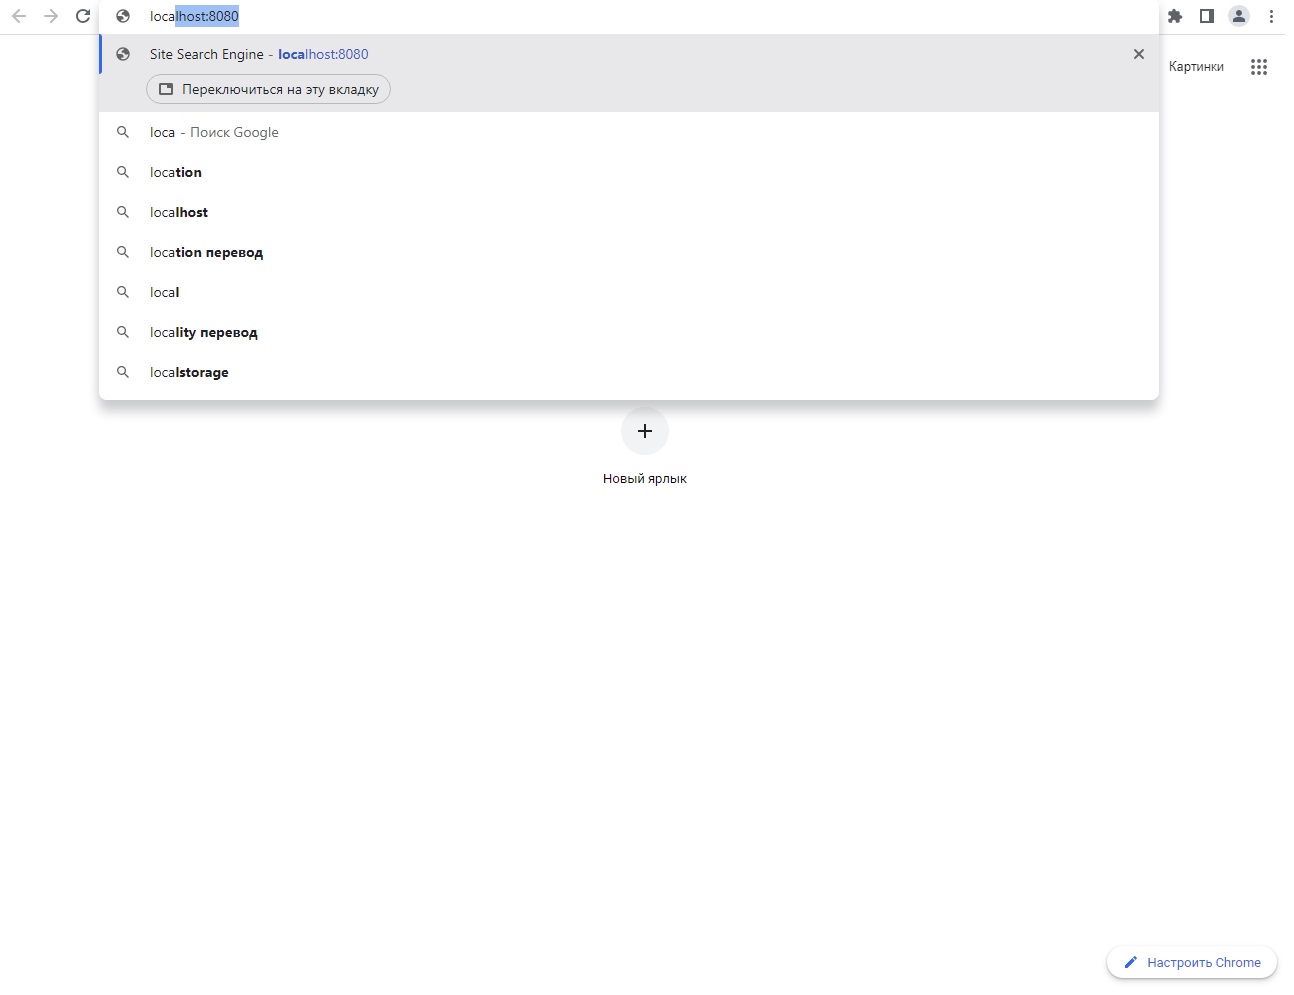 localhost:8080
Site Search Engine - localhost:8080
Переключиться на эту вкладку
Картинки
loca - Поиск Google
location
localhost
location перевод
local
locality перевод
localstorage
Новый ярлык
Настроить Chrome